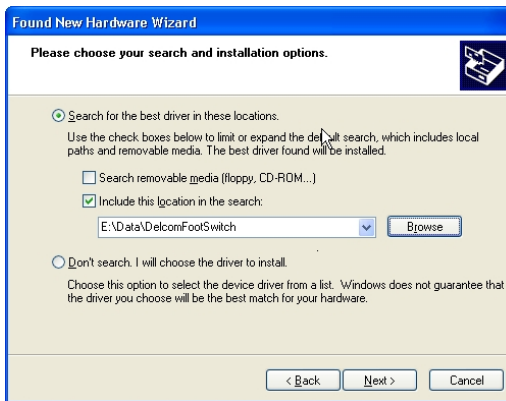 Found New Hardware Wizard
Please choose your search and installation options.
Search for the best driver in these locations.
Use the check boxes below to limit or expand the default search, which includes local
paths and removable media. The best driver found will be installed.
Search removable media (floppy, CD-ROM...)
Include this location in the search:
E:\Data\DelcomFootSwitch
Browse
Don't search. I will choose the driver to install.
Choose this option to select the device driver from a list. Windows does not guarantee that
the driver you choose will be the best match for your hardware.
< Back
Next >
Cancel